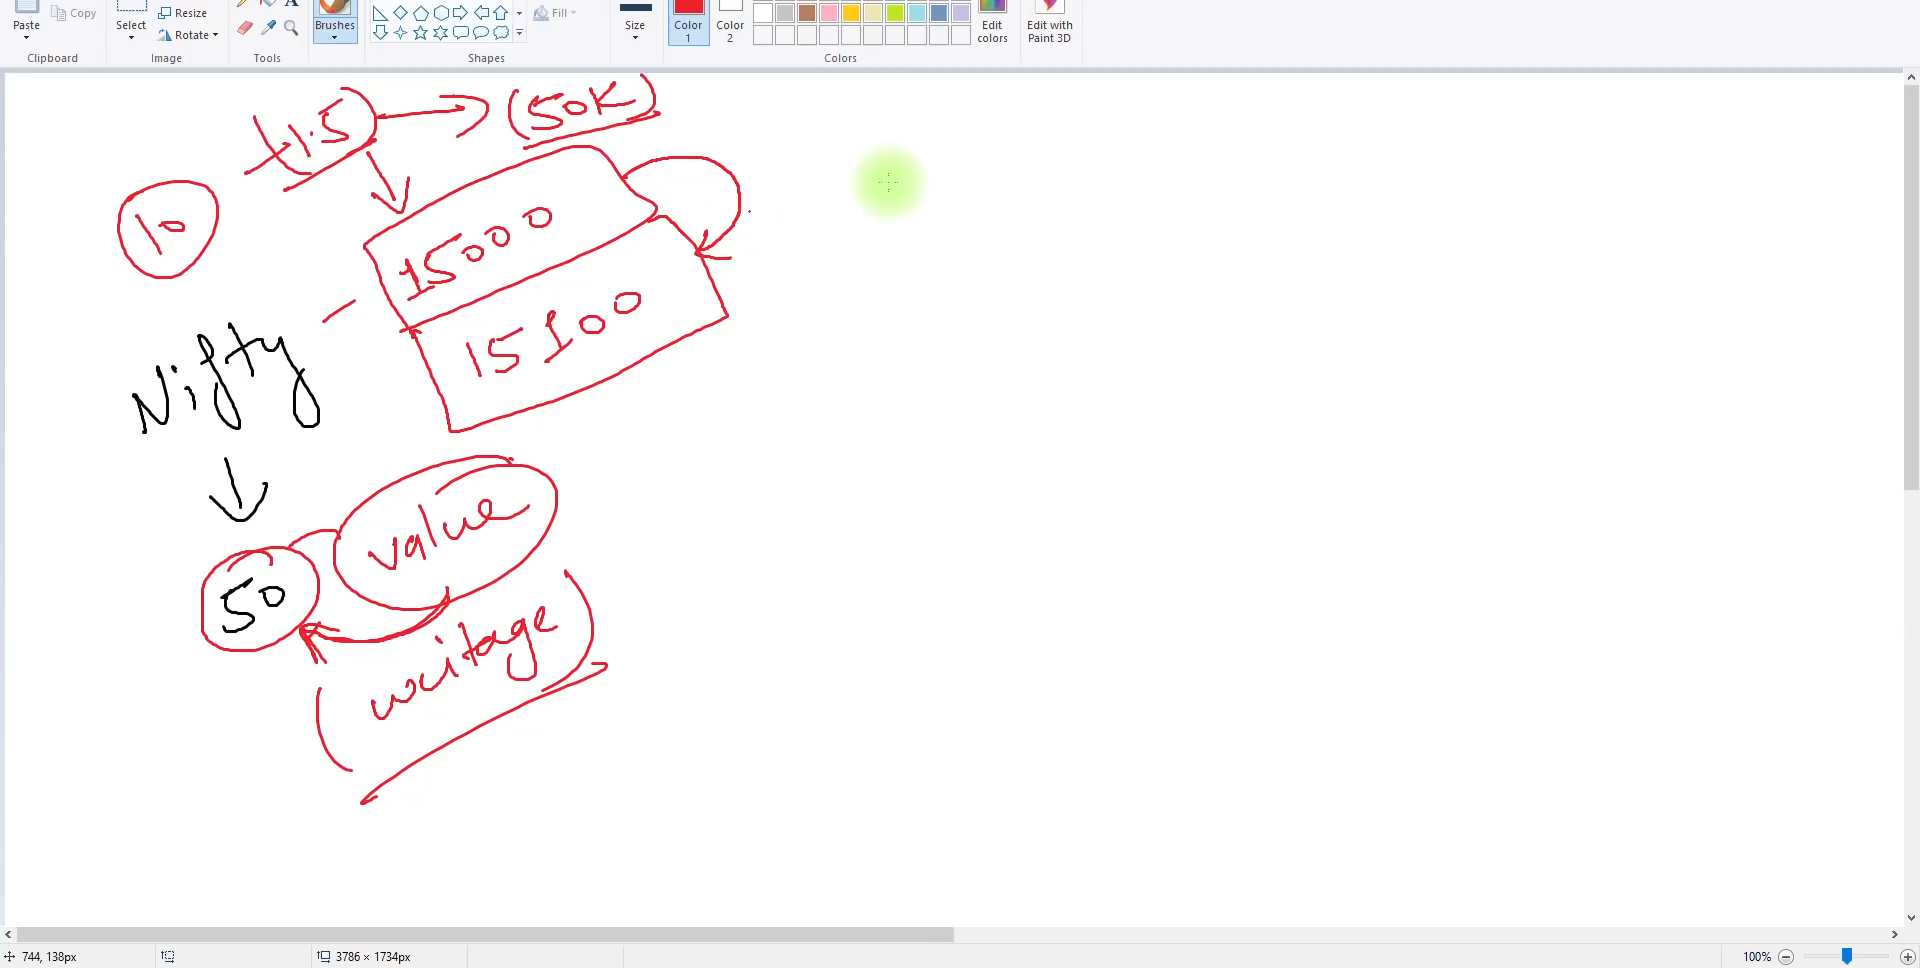 Paste
Copy
Select
Resize
Rotate
A
Brushes
Fill
Size
Color 1
Color 2
Edit colors
Edit with Paint 3D
Clipboard
Image
Tools
Shapes
Colors
1.5
(50K)
10
15000
15100
Nifty
value
50
(writage)
744, 138px
3786 × 1734px
100%